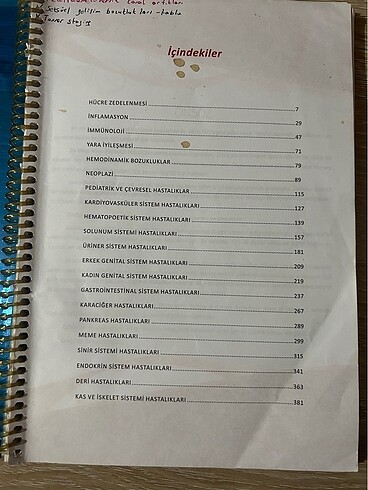 kanal artıkları
gelişim bozuklukları - tablo
Tanner
İçindekiler
HÜCRE ZEDELENMESİ 7
İNFLAMASYON 29
İMMÜNOLOJİ 47
YARA İYİLEŞMESİ 71
HEMODİNAMİK BOZUKLUKLAR 79
NEOPLAZİ 89
PEDİATRİK VE ÇEVRESEL HASTALIKLAR 115
KARDİYOVASKÜLER SİSTEM HASTALIKLARI 127
HEMATOPOETİK SİSTEM HASTALIKLARI 139
SOLUNUM SİSTEMİ HASTALIKLARI 157
ÜRİNER SİSTEM HASTALIKLARI 181
ERKEK GENİTAL SİSTEM HASTALIKLARI 209
KADIN GENİTAL SİSTEM HASTALIKLARI 219
GASTROİNTESTİNAL SİSTEM HASTALIKLARI 237
KARACİĞER HASTALIKLARI 267
PANKREAS HASTALIKLARI 289
MEME HASTALIKLARI 299
SİNİR SİSTEMİ HASTALIKLARI 315
ENDOKRİN SİSTEM HASTALIKLARI 341
DERİ HASTALIKLARI 363
KAS VE İSKELET SİSTEMİ HASTALIKLARI 381